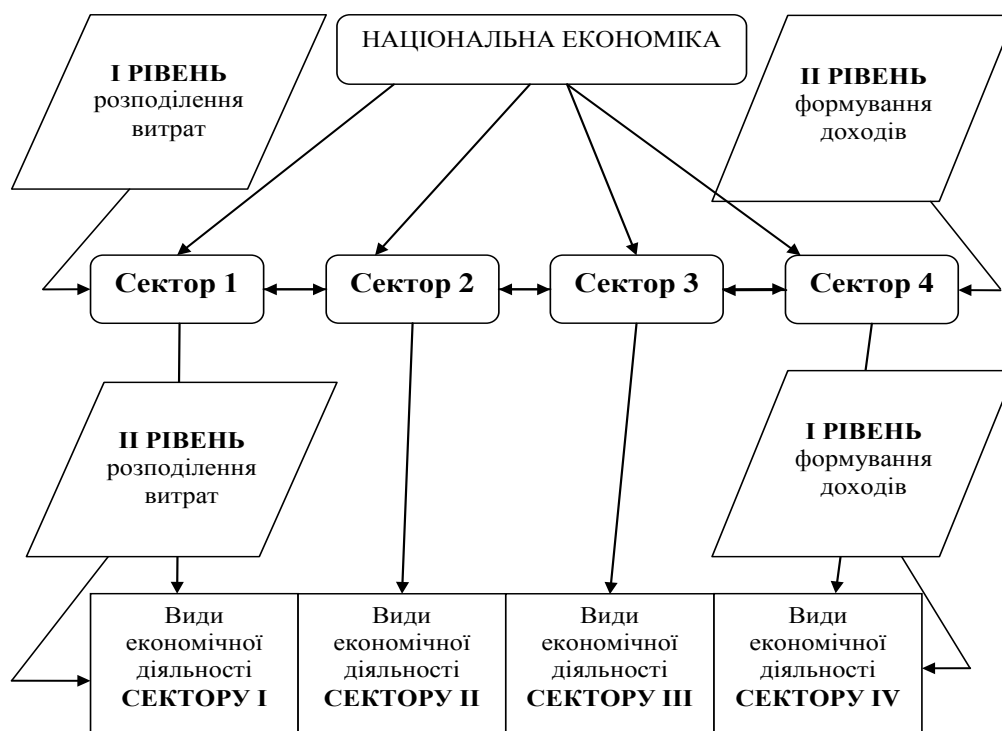 НАЦІОНАЛЬНА ЕКОНОМІКА
І РІВЕНЬ
розподілення
витрат
ІІ РІВЕНЬ
формування
доходів
Сектор 1
Сектор 2
Сектор 3
Сектор 4
ІІ РІВЕНЬ
розподілення
витрат
І РІВЕНЬ
формування
доходів
Види
економічної
діяльності
СЕКТОРУ І
Види
економічної
діяльності
СЕКТОРУ ІІ
Види
економічної
діяльності
СЕКТОРУ ІІІ
Види
економічної
діяльності
СЕКТОРУ IV